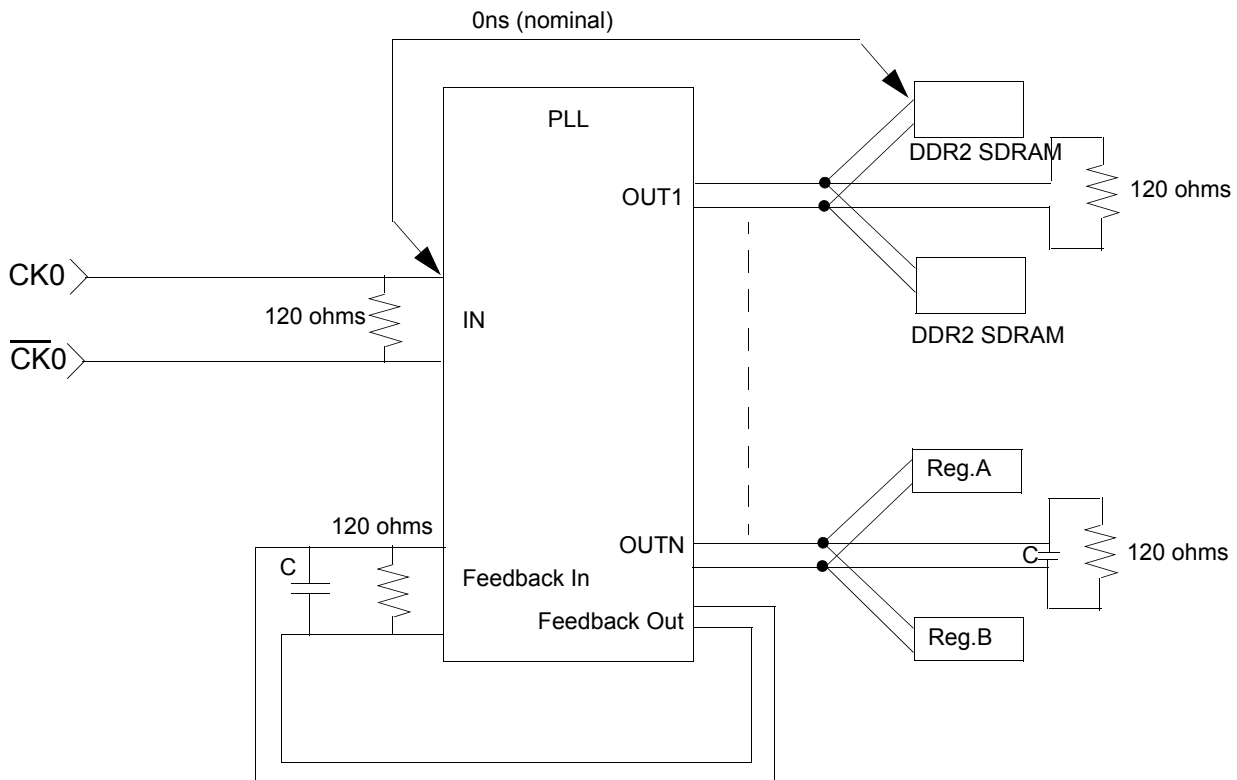 0ns (nominal)
PLL
DDR2 SDRAM
OUT1
120 ohms
CK0
120 ohms
IN
C̅K̅0
DDR2 SDRAM
Reg.A
120 ohms
OUTN
C
120 ohms
C
Feedback In
Feedback Out
Reg.B